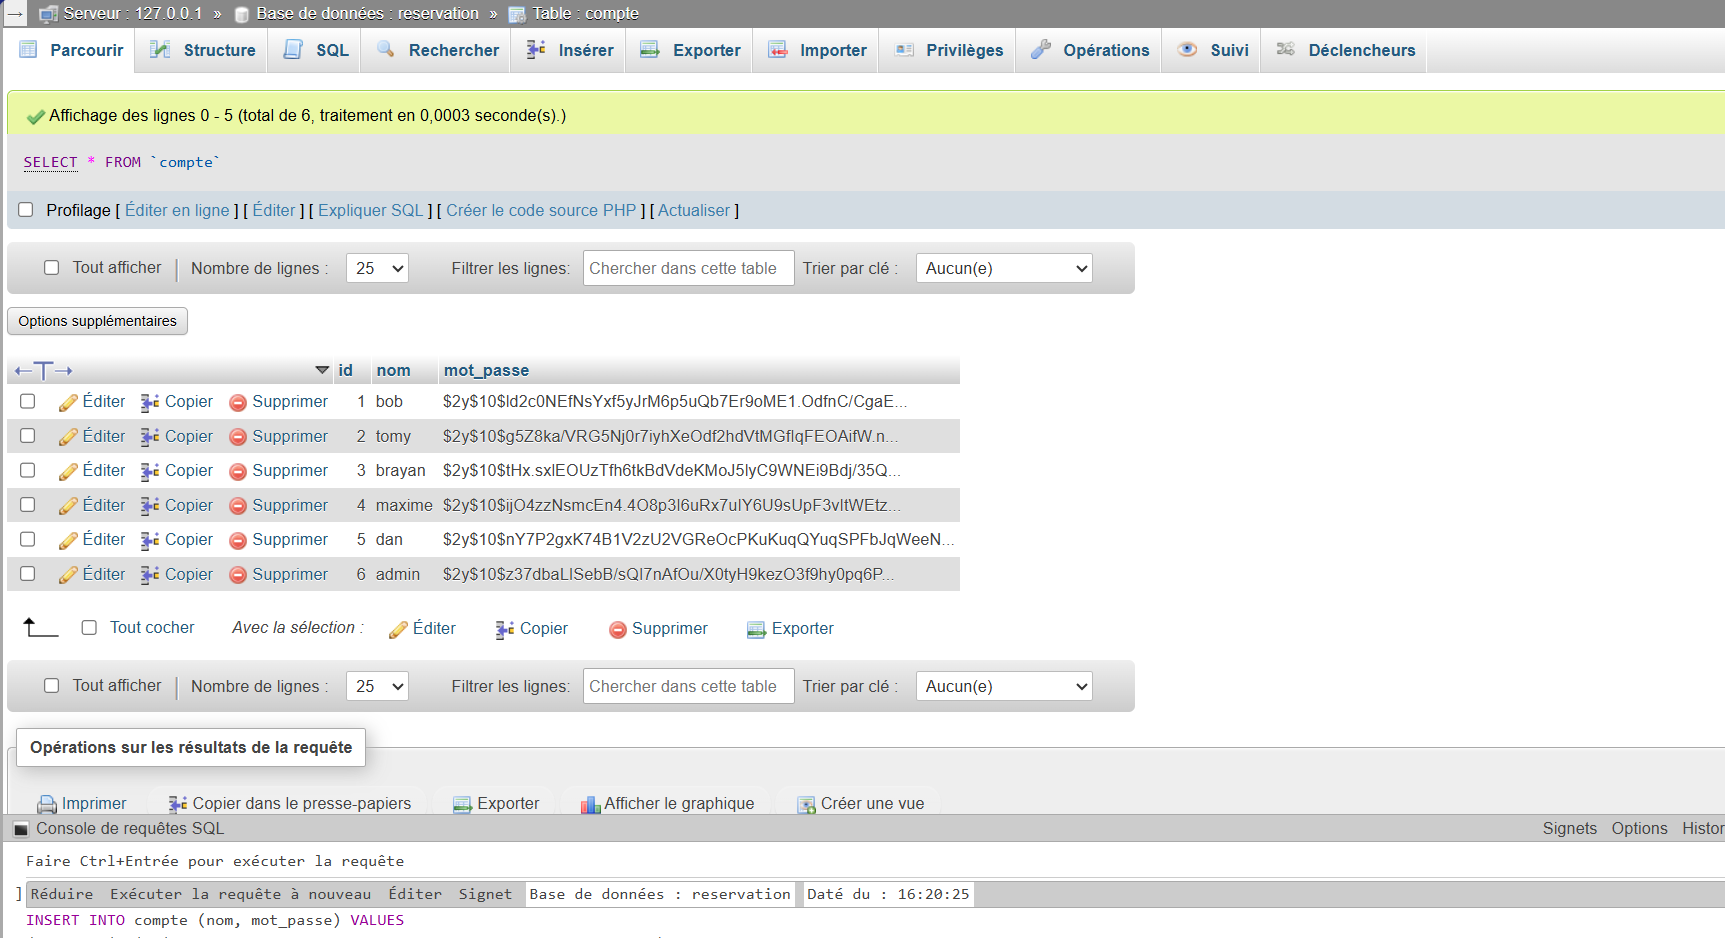 Serveur : 127.0.0.1 » Base de données : reservation » Table : compte
Parcourir Structure SQL Rechercher Insérer Exporter Importer Privilèges Opérations Suivi Déclencheurs
Affichage des lignes 0 - 5 (total de 6, traitement en 0,0003 seconde(s).)
SELECT * FROM `compte`
Profilage [ Éditer en ligne ] [ Éditer ] [ Expliquer SQL ] [ Créer le code source PHP ] [ Actualiser ]
Tout afficher Nombre de lignes : 25 Filtrer les lignes: Chercher dans cette table Trier par clé : Aucun(e)
Options supplémentaires
id nom mot_passe
Éditer Copier Supprimer 1 bob $2y$10$ld2c0NEfNsYxf5yJrM6p5uQb7Er9oME1.OdfnC/CgaE...
Éditer Copier Supprimer 2 tomy $2y$10$g5Z8ka/VRG5Nj0r7iyhXeOdf2hdVtMGflqFEOAifW.n...
Éditer Copier Supprimer 3 brayan $2y$10$tHx.sxlEOUzTfh6tkBdVdeKMoJ5lyC9WNEi9Bdj/35Q...
Éditer Copier Supprimer 4 maxime $2y$10$ijO4zzNsmcEn4.4O8p3l6uRx7ulY6U9sUpF3vltWEtz...
Éditer Copier Supprimer 5 dan $2y$10$nY7P2gxK74B1V2zU2VGReOcPKuKuqQYuqSPFbJqWeeN...
Éditer Copier Supprimer 6 admin $2y$10$z37dbaLlSebB/sQl7nAfOu/X0tyH9kezO3f9hy0pq6P...
Tout cocher Avec la sélection : Éditer Copier Supprimer Exporter
Tout afficher Nombre de lignes : 25 Filtrer les lignes: Chercher dans cette table Trier par clé : Aucun(e)
Opérations sur les résultats de la requête
Imprimer Copier dans le presse-papiers Exporter Afficher le graphique Créer une vue
Console de requêtes SQL Signets Options Histor
Faire Ctrl+Entrée pour exécuter la requête
] Réduire Exécuter la requête à nouveau Éditer Signet Base de données : reservation Daté du : 16:20:25
INSERT INTO compte (nom, mot_passe) VALUES